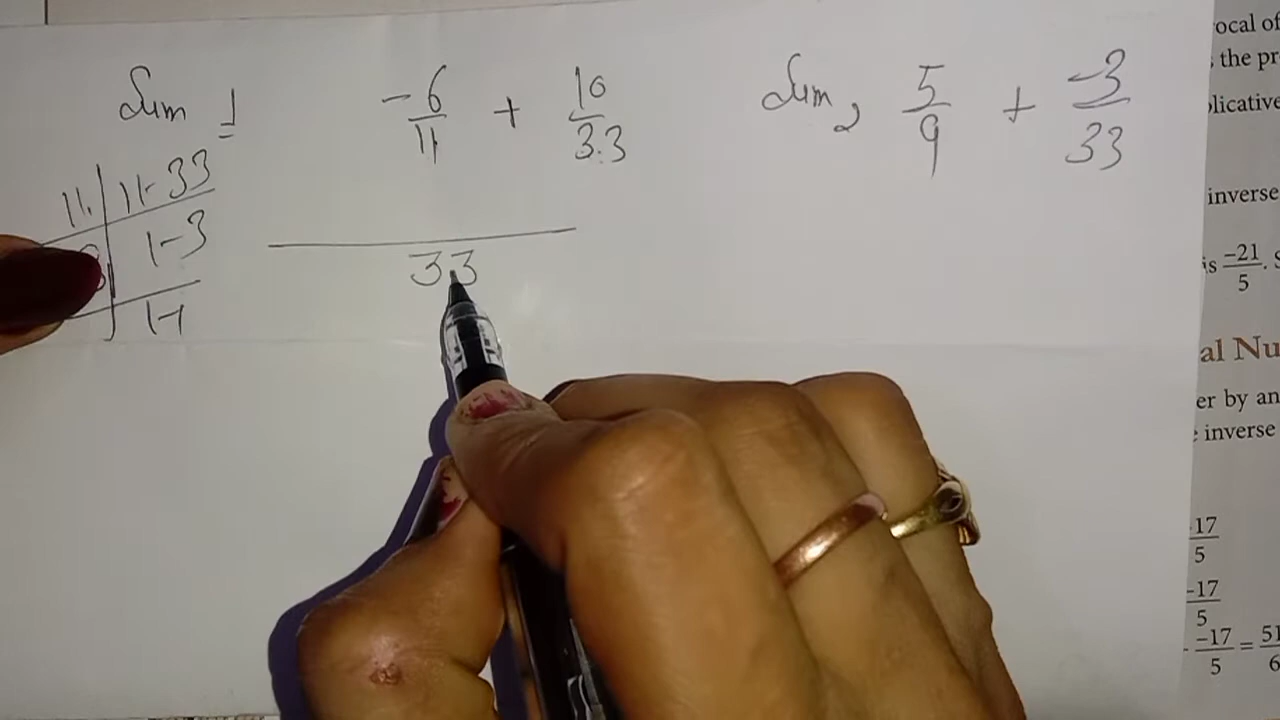 Sum 1 -6/11 + 10/33
Sum 2 5/9 + -3/33
11 | 11-33
1-3
1-1
33
ocal of
the pr
plicative
inverse
is -21/5. S
al Nu
er by an
inverse
-17/5
-17/5
-17/5 = 51/6